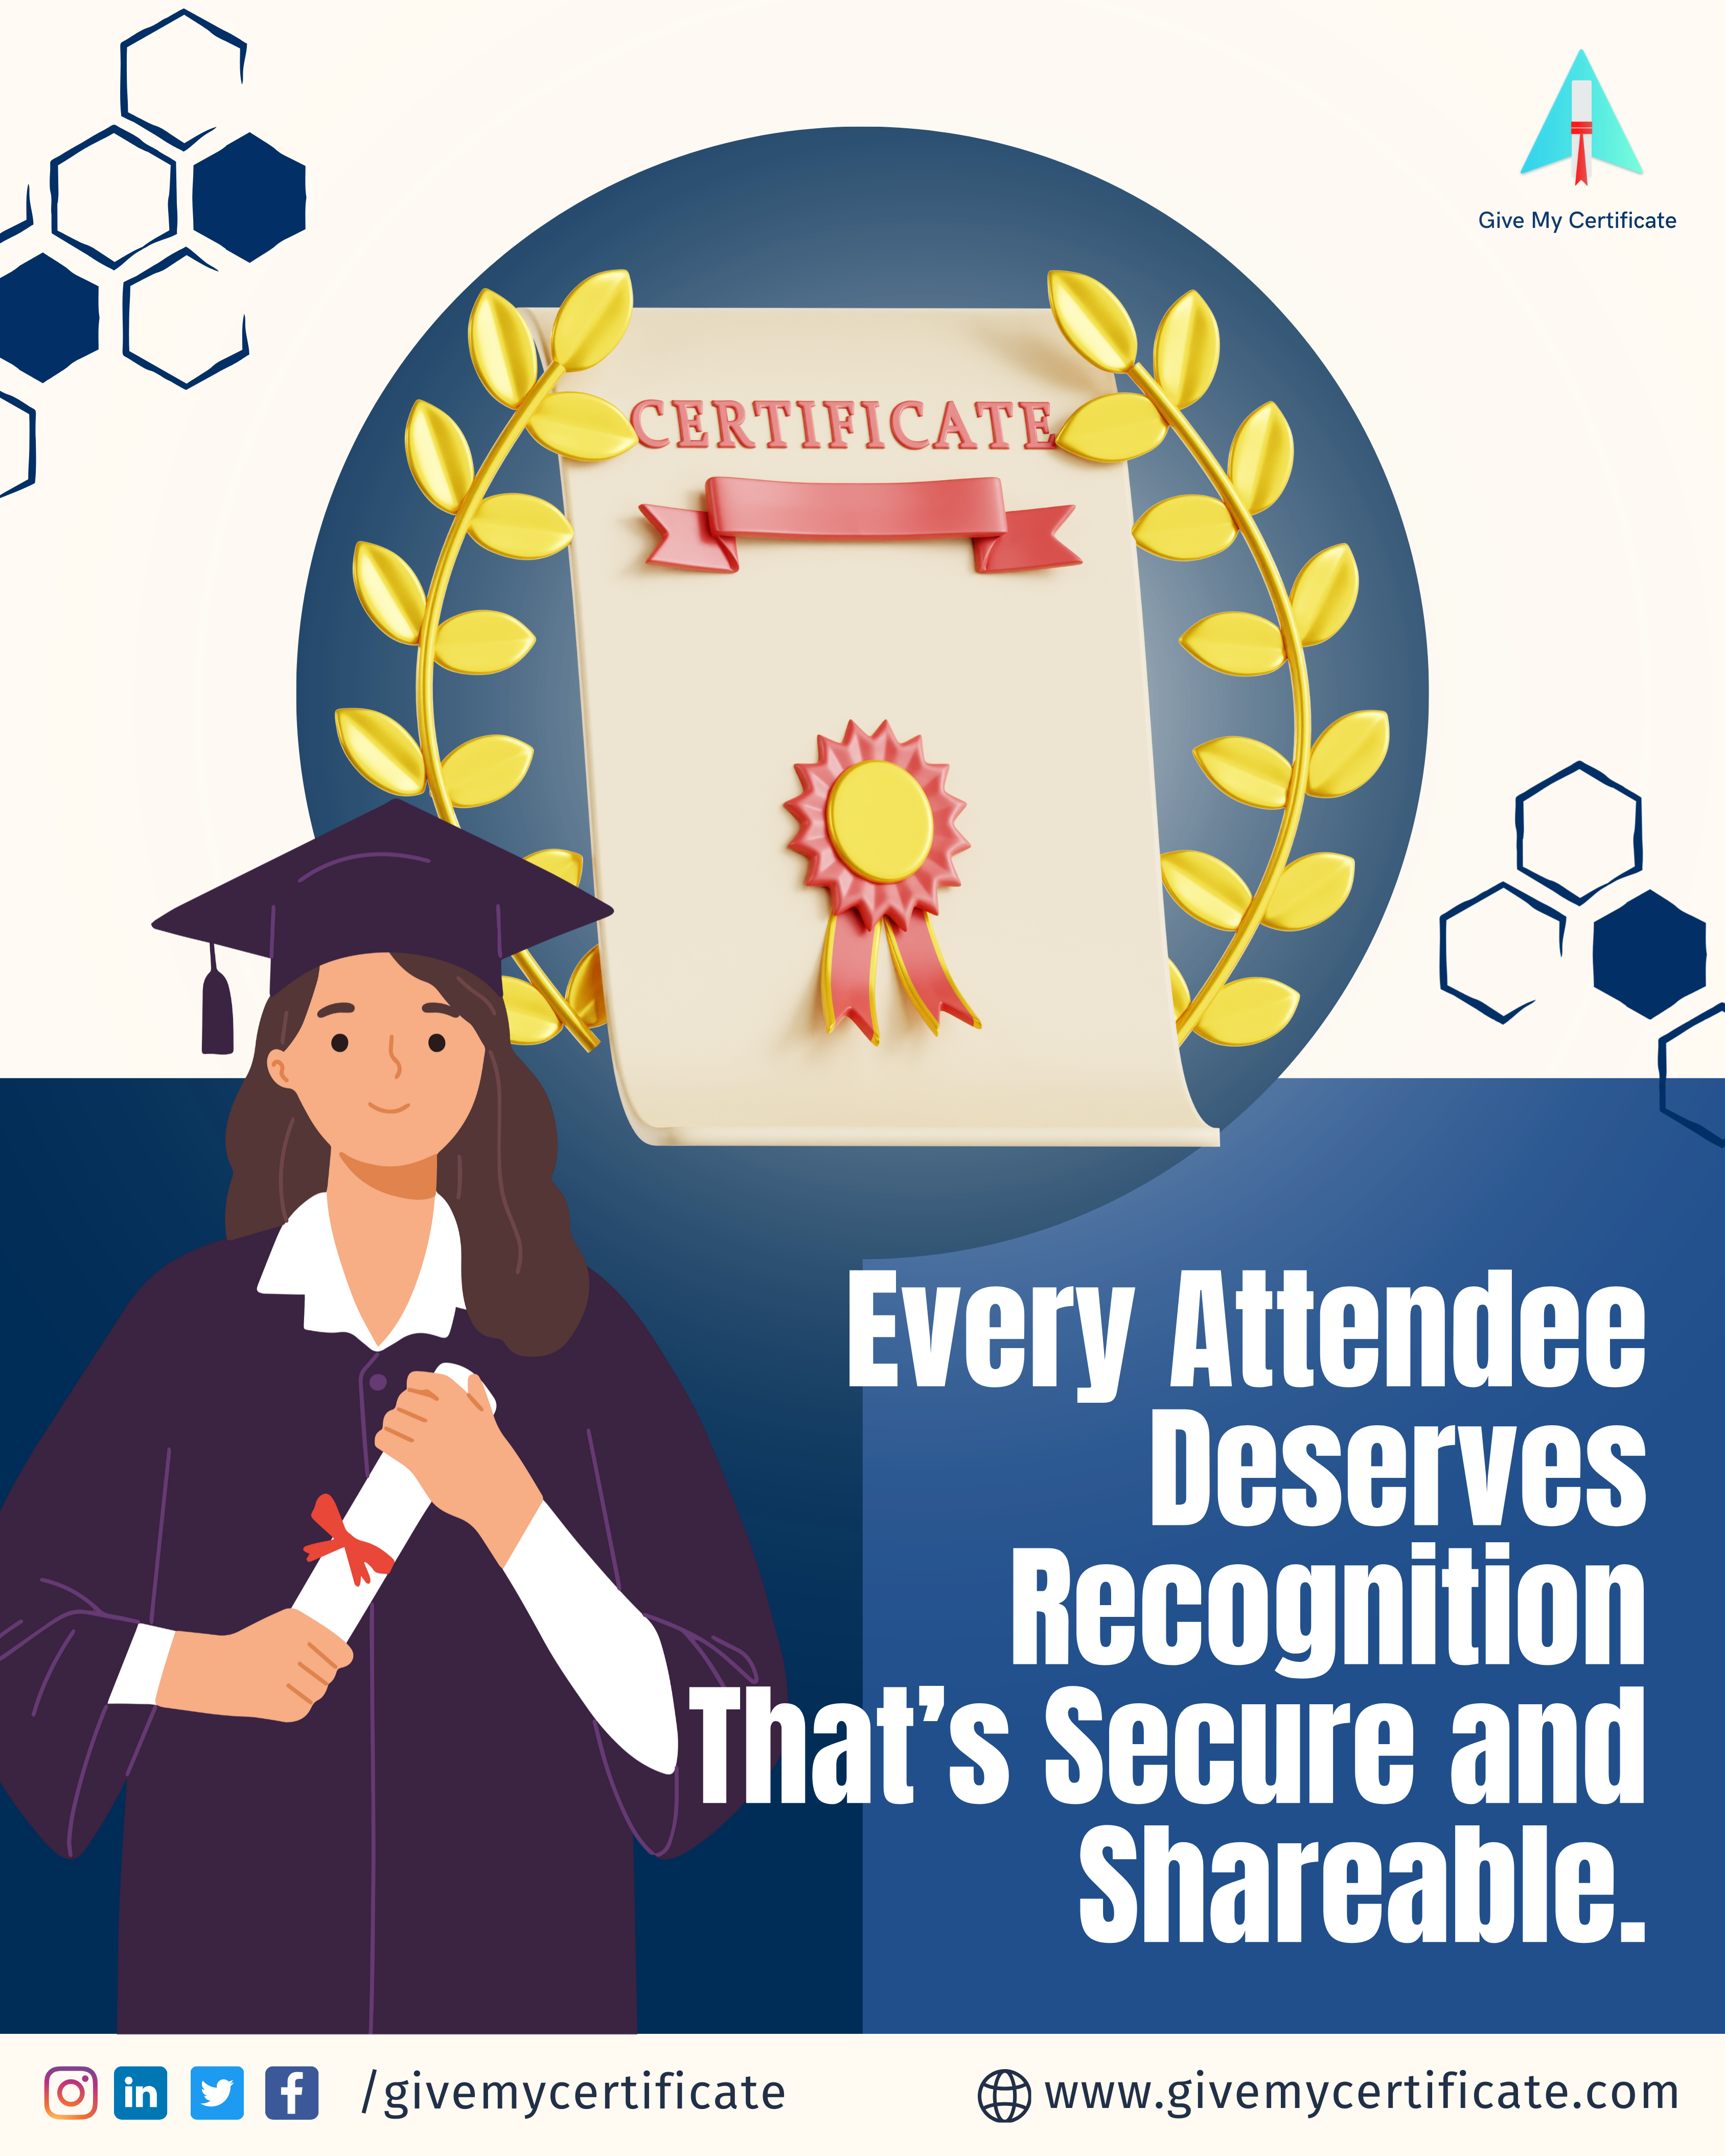 Give My Certificate
CERTIFICATE
Every Attendee
Deserves
Recognition
That’s Secure and
Shareable.
/givemycertificate
www.givemycertificate.com